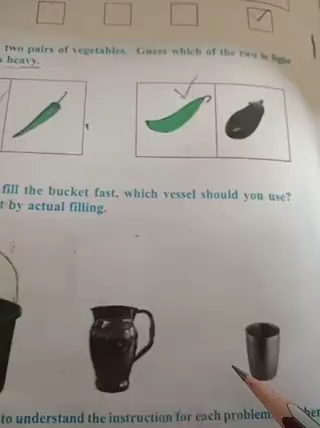 two pairs of vegetables. Guess which of the two is light
heavy.
fill the bucket fast, which vessel should you use?
by actual filling.
to understand the instruction for each problem